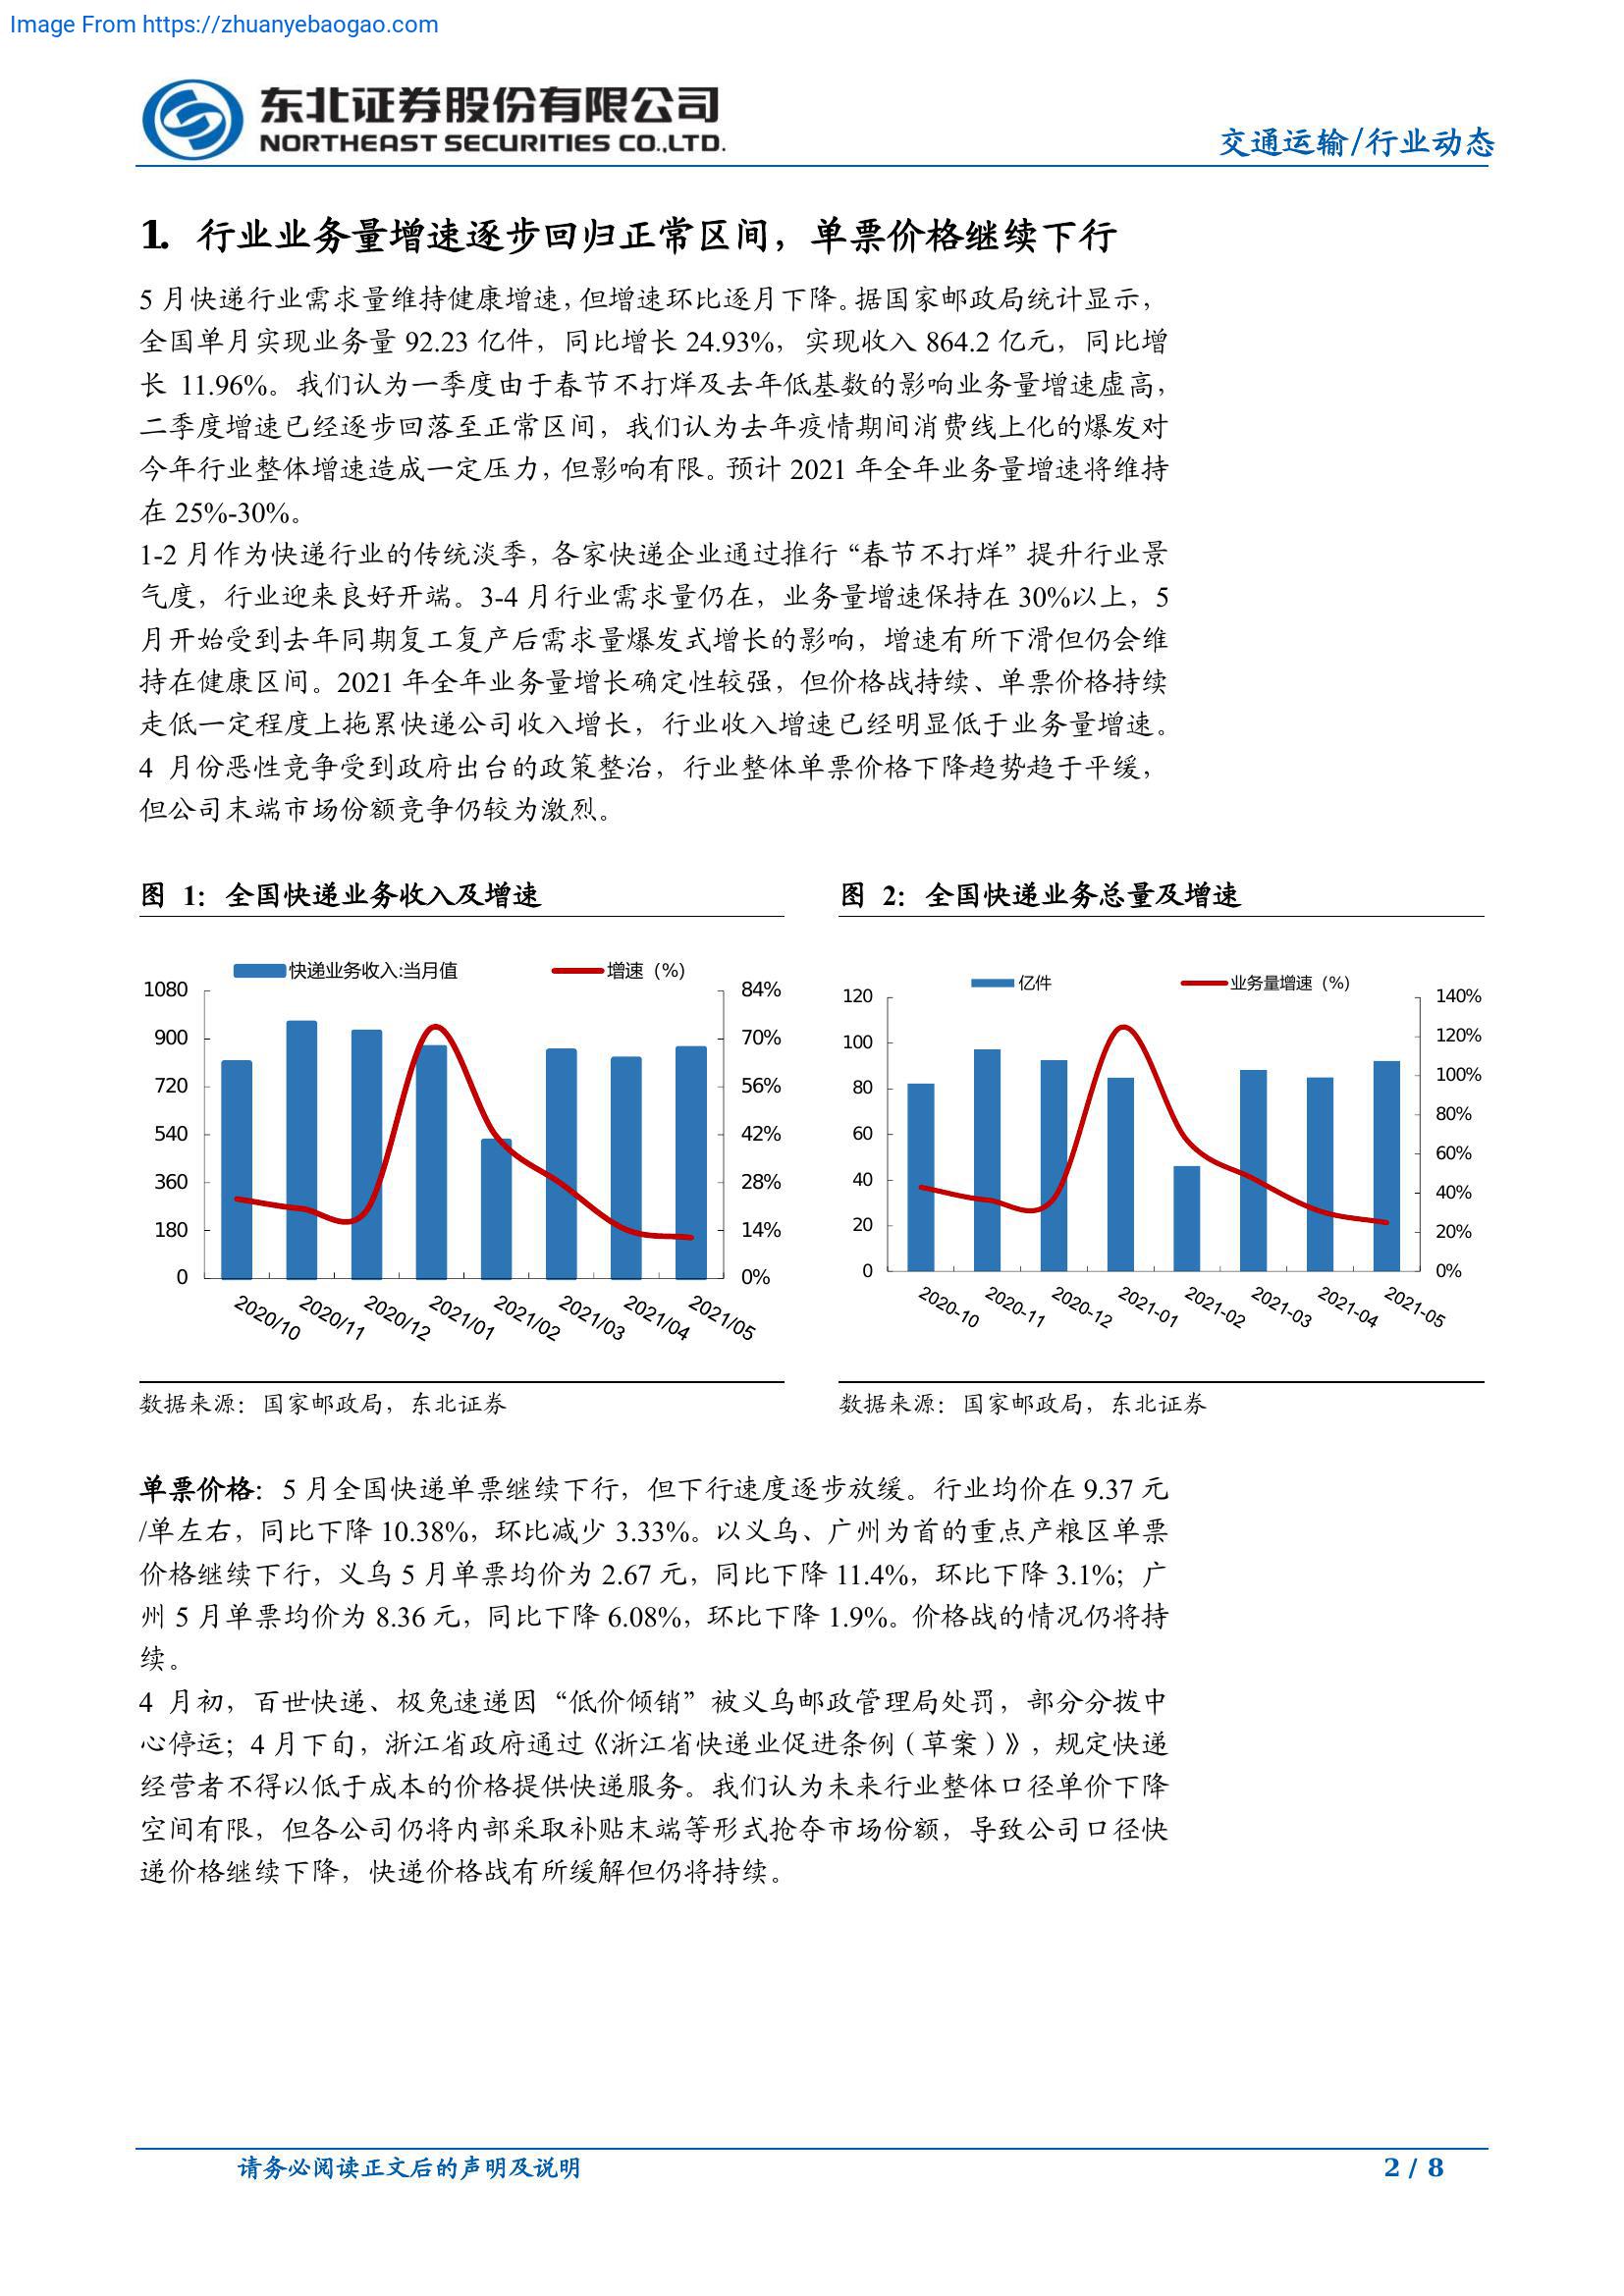 Image From https://zhuanyebaogao.com
东北证券股份有限公司
NORTHEAST SECURITIES CO.,LTD.
交通运输/行业动态
1. 行业业务量增速逐步回归正常区间，单票价格继续下行
5 月快递行业需求量维持健康增速，但增速环比逐月下降。据国家邮政局统计显示，
全国单月实现业务量 92.23 亿件，同比增长 24.93%，实现收入 864.2 亿元，同比增
长 11.96%。我们认为一季度由于春节不打烊及去年低基数的影响业务量增速虚高，
二季度增速已经逐步回落至正常区间，我们认为去年疫情期间消费线上化的爆发对
今年行业整体增速造成一定压力，但影响有限。预计 2021 年全年业务量增速将维持
在 25%-30%。
1-2 月作为快递行业的传统淡季，各家快递企业通过推行“春节不打烊”提升行业景
气度，行业迎来良好开端。3-4 月行业需求量仍在，业务量增速保持在 30%以上，5
月开始受到去年同期复工复产后需求量爆发式增长的影响，增速有所下滑但仍会维
持在健康区间。2021 年全年业务量增长确定性较强，但价格战持续、单票价格持续
走低一定程度上拖累快递公司收入增长，行业收入增速已经明显低于业务量增速。
4 月份恶性竞争受到政府出台的政策整治，行业整体单票价格下降趋势趋于平缓，
但公司末端市场份额竞争仍较为激烈。
图 1：全国快递业务收入及增速
快递业务收入:当月值 增速（%）
1080 84%
900 70%
720 56%
540 42%
360 28%
180 14%
0 0%
2020/10 2020/11 2020/12 2021/01 2021/02 2021/03 2021/04 2021/05
数据来源：国家邮政局，东北证券
图 2：全国快递业务总量及增速
亿件 业务量增速（%）
120 140%
100 120%
80 100%
60 80%
40 60%
20 40%
0 20%
0%
2020-10 2020-11 2020-12 2021-01 2021-02 2021-03 2021-04 2021-05
数据来源：国家邮政局，东北证券
单票价格：5 月全国快递单票继续下行，但下行速度逐步放缓。行业均价在 9.37 元
/单左右，同比下降 10.38%，环比减少 3.33%。以义乌、广州为首的重点产粮区单票
价格继续下行，义乌 5 月单票均价为 2.67 元，同比下降 11.4%，环比下降 3.1%；广
州 5 月单票均价为 8.36 元，同比下降 6.08%，环比下降 1.9%。价格战的情况仍将持
续。
4 月初，百世快递、极兔速递因“低价倾销”被义乌邮政管理局处罚，部分分拨中
心停运；4 月下旬，浙江省政府通过《浙江省快递业促进条例（草案）》，规定快递
经营者不得以低于成本的价格提供快递服务。我们认为未来行业整体口径单价下降
空间有限，但各公司仍将内部采取补贴末端等形式抢夺市场份额，导致公司口径快
递价格继续下降，快递价格战有所缓解但仍将持续。
请务必阅读正文后的声明及说明
2 / 8